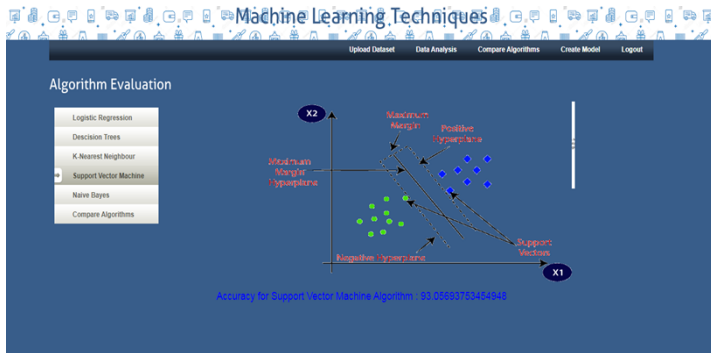 Machine Learning Techniques
Upload Dataset Data Analysis Compare Algorithms Create Model Logout
Algorithm Evaluation
Logistic Regression
Descision Trees
K-Nearest Neighbour
Support Vector Machine
Naive Bayes
Compare Algorithms
X2
Maximum
Margin
Positive
Hyperplane
Maximum
Margin
Hyperplane
Support
Vectors
Negative Hyperplane
X1
Accuracy for Support Vector Machine Algorithm : 93.05693753454948